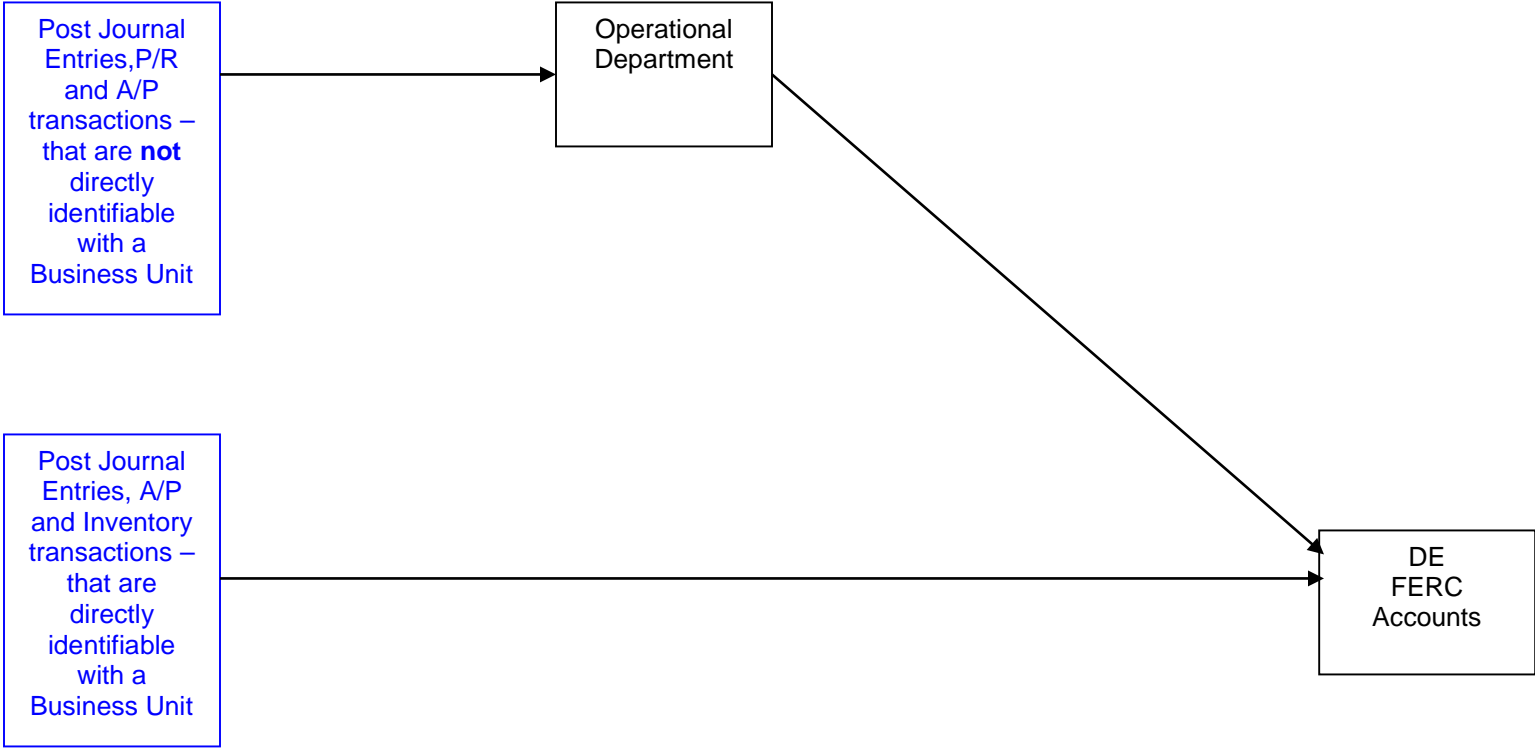 Post Journal
Entries,P/R
and A/P
transactions –
that are not
directly
identifiable
with a
Business Unit
Operational
Department
Post Journal
Entries, A/P
and Inventory
transactions –
that are
directly
identifiable
with a
Business Unit
DE
FERC
Accounts